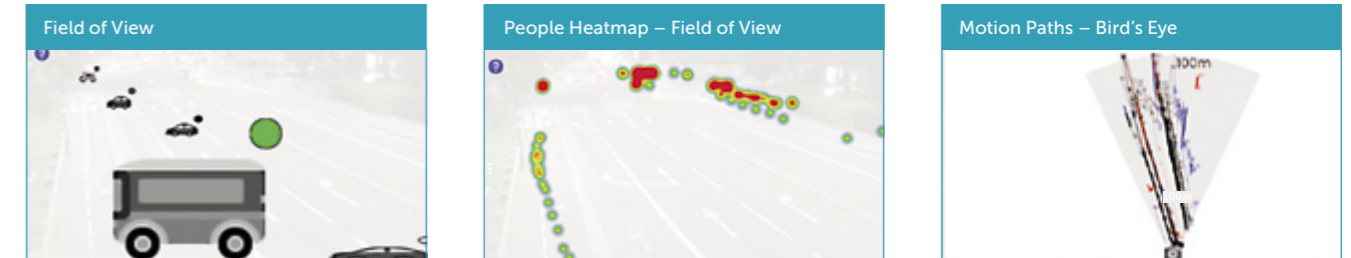 Field of View
People Heatmap – Field of View
Motion Paths – Bird's Eye
?
?
100m